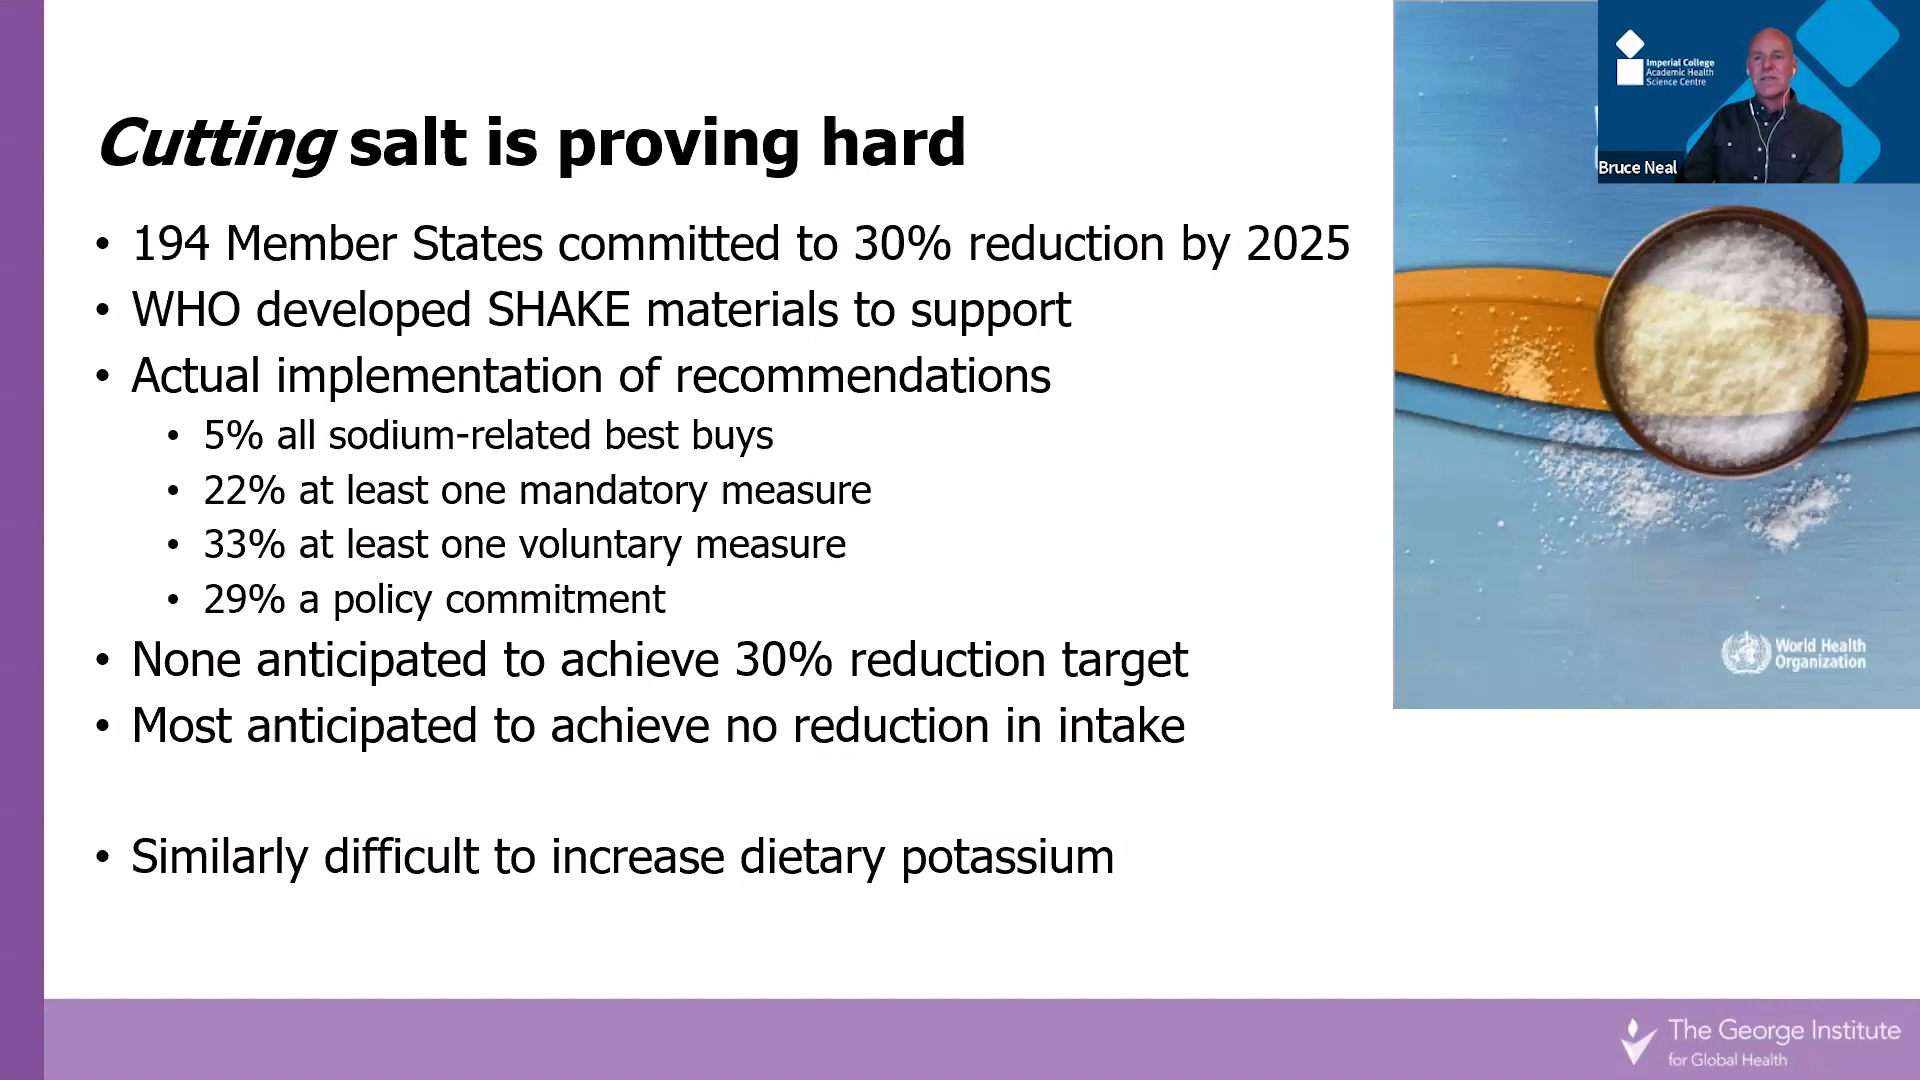 Cutting salt is proving hard
• 194 Member States committed to 30% reduction by 2025
• WHO developed SHAKE materials to support
• Actual implementation of recommendations
• 5% all sodium-related best buys
• 22% at least one mandatory measure
• 33% at least one voluntary measure
• 29% a policy commitment
• None anticipated to achieve 30% reduction target
• Most anticipated to achieve no reduction in intake
• Similarly difficult to increase dietary potassium
Imperial College
Academic Health
Science Centre
Bruce Neal
World Health
Organization
The George Institute
for Global Health